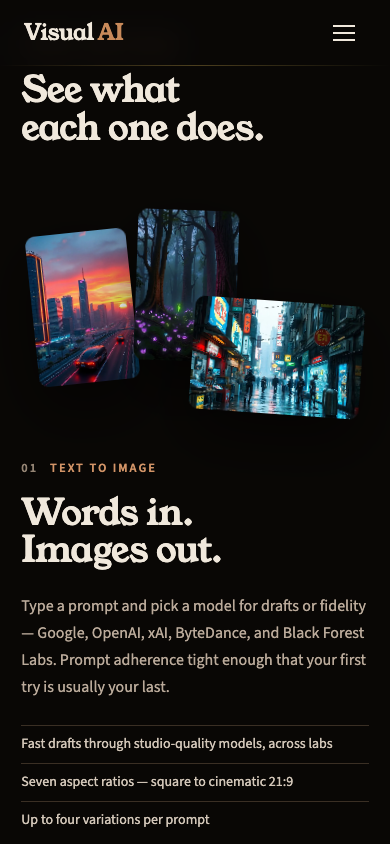 Visual AI
See what
each one does.
01 TEXT TO IMAGE
Words in.
Images out.
Type a prompt and pick a model for drafts or fidelity
— Google, OpenAI, xAI, ByteDance, and Black Forest
Labs. Prompt adherence tight enough that your first
try is usually your last.
Fast drafts through studio-quality models, across labs
Seven aspect ratios — square to cinematic 21:9
Up to four variations per prompt